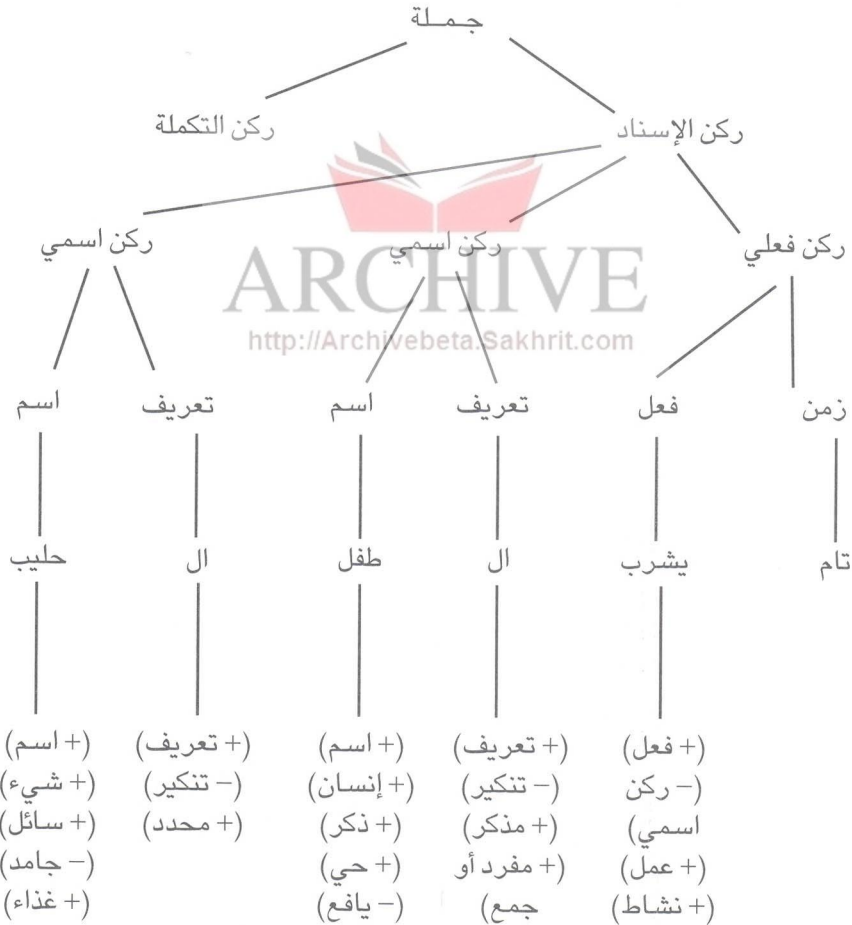 جملة
ركن الإسناد ركن التكملة
ركن فعلي ركن اسمي ركن اسمي
ARCHIVE
http://Archivebeta.Sakhrit.com
زمن فعل تعريف اسم تعريف اسم
تام يشرب ال طفل ال حليب
(+ فعل) (+ تعريف) (+ اسم) (+ تعريف) (+ اسم)
(– ركن (– تنكير) (+ إنسان) (– تنكير) (+ شيء)
اسمي) (+ مذكر) (+ ذكر) (+ محدد) (+ سائل)
(+ عمل) (+ مفرد أو (+ حي) (– جامد)
(+ نشاط) جمع) (– يافع) (+ غذاء)